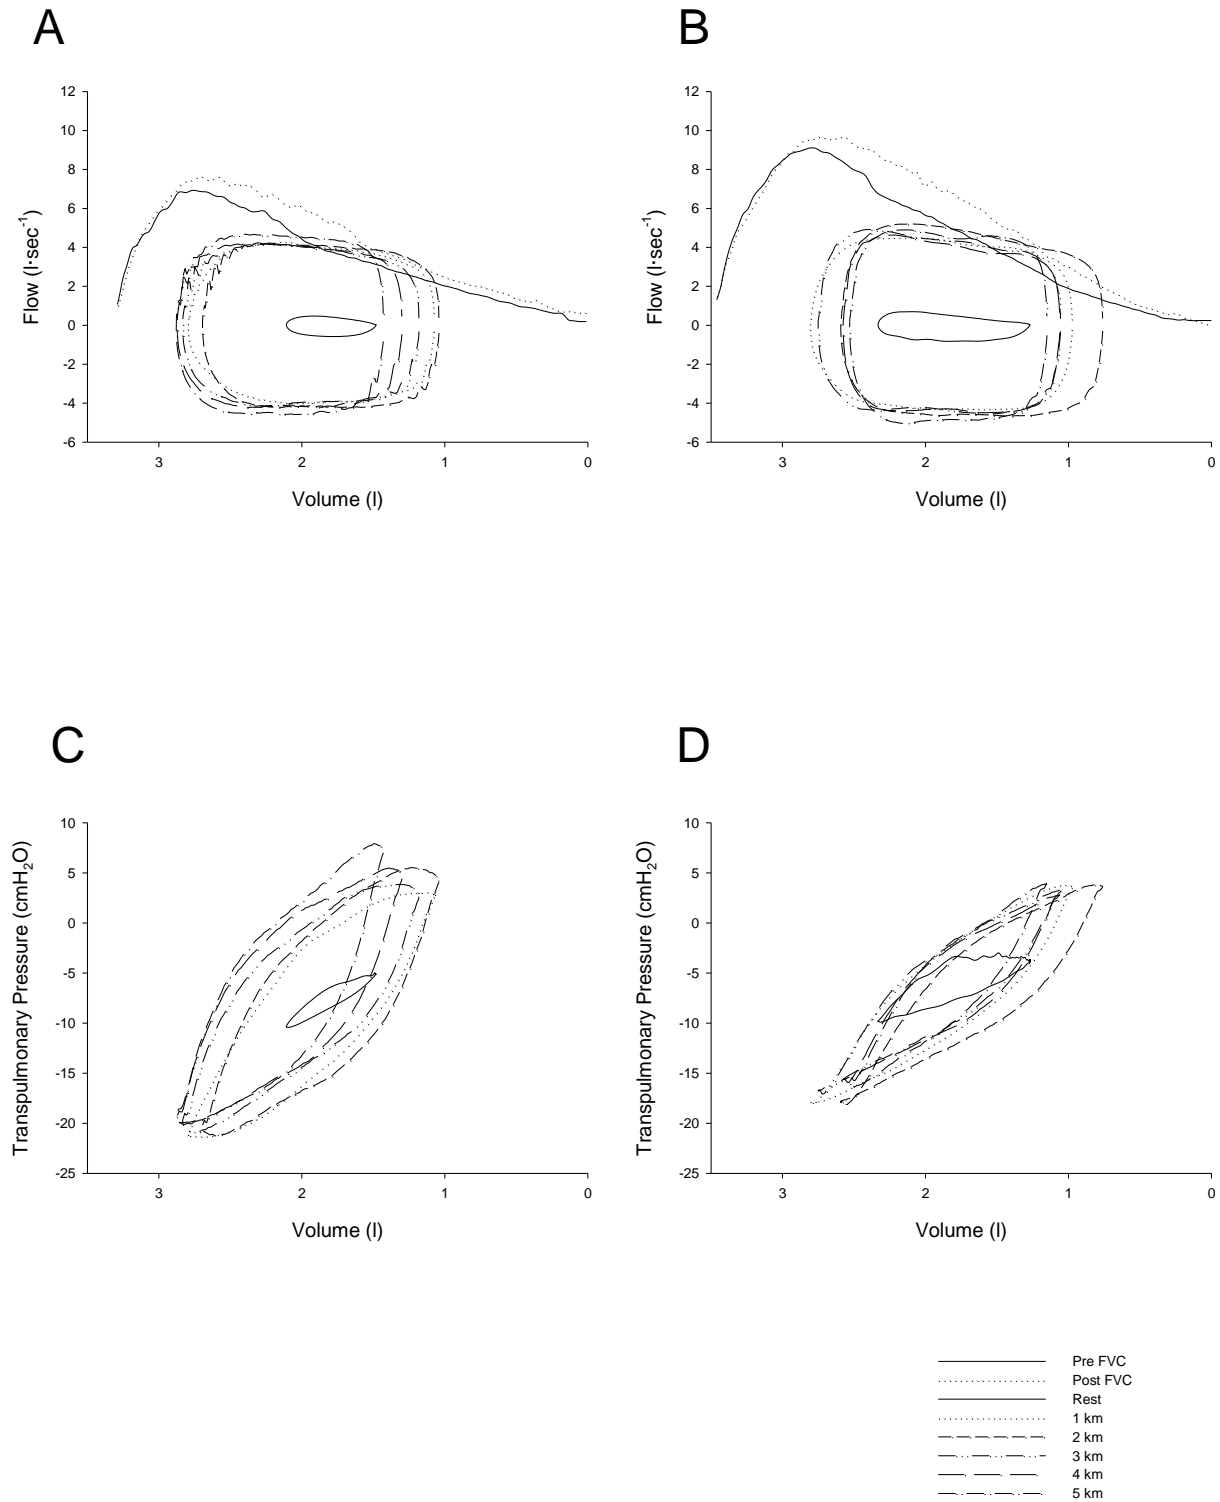 A
B
12
10
8
6
4
2
0
-2
-4
-6
Flow (l·sec-1)
3
2
1
0
Volume (l)
12
10
8
6
4
2
0
-2
-4
-6
Flow (l·sec-1)
3
2
1
0
Volume (l)
C
D
10
5
0
-5
-10
-15
-20
-25
Transpulmonary Pressure (cmH2O)
3
2
1
0
Volume (l)
10
5
0
-5
-10
-15
-20
-25
Transpulmonary Pressure (cmH2O)
3
2
1
0
Volume (l)
Pre FVC
Post FVC
Rest
1 km
2 km
3 km
4 km
5 km